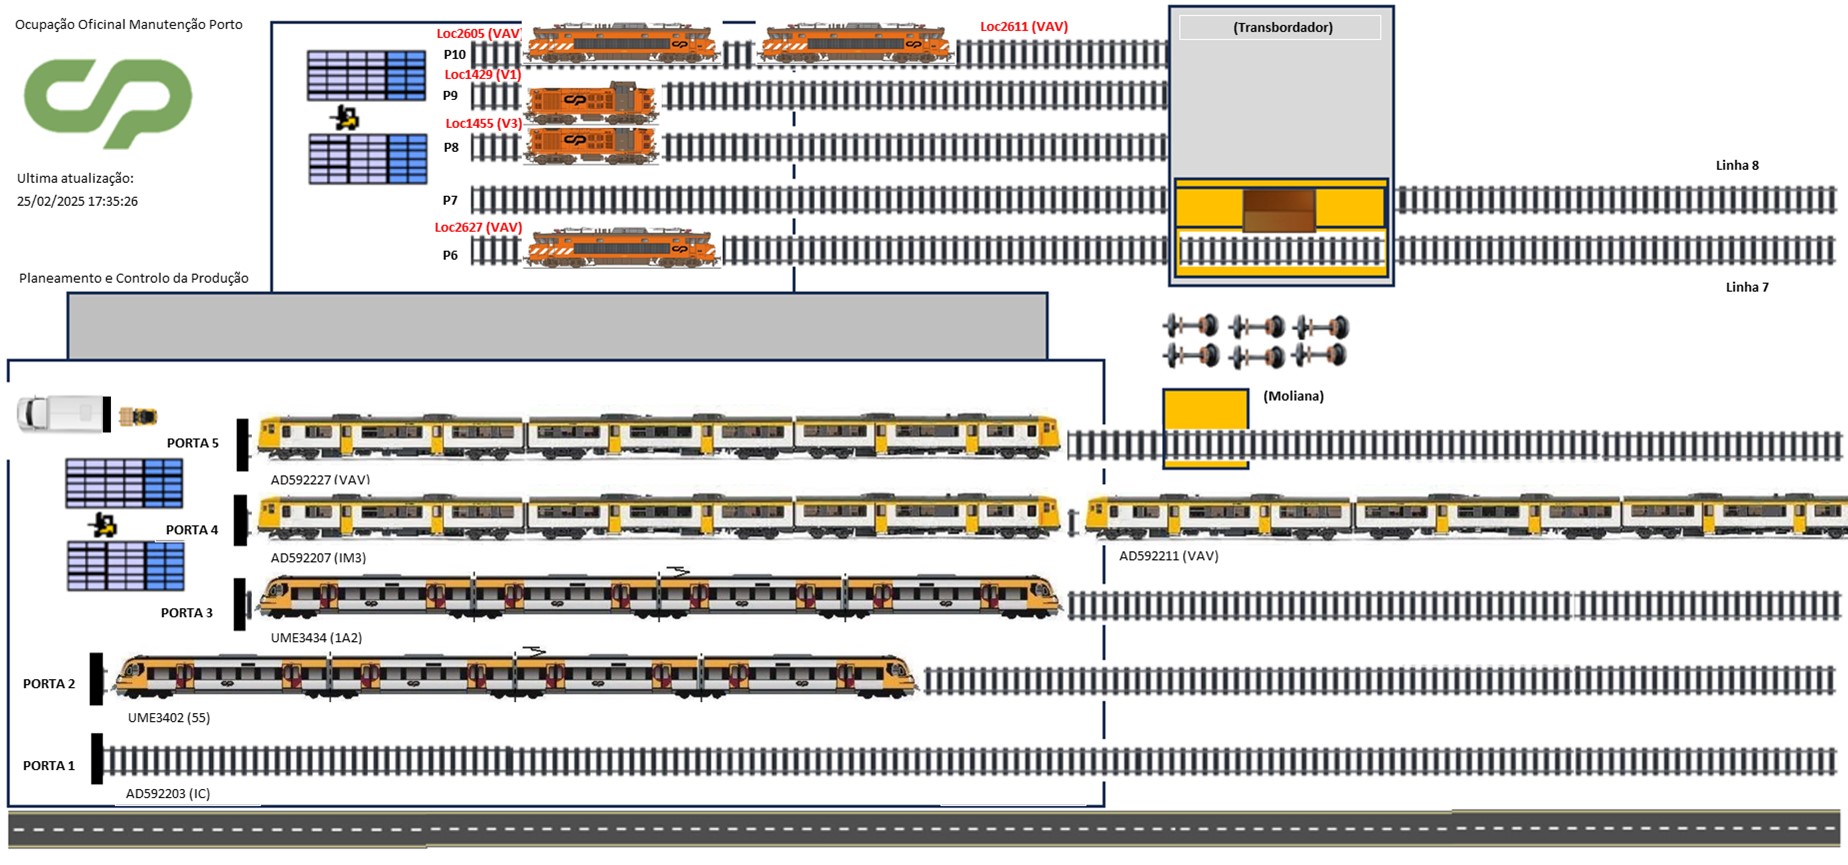 Ocupação Oficinal Manutenção Porto
Loc2605 (VAV)
Loc2611 (VAV)
(Transbordador)
P10
Loc1429 (V1)
P9
Loc1455 (V3)
P8
Linha 8
Ultima atualização:
25/02/2025 17:35:26
P7
Loc2627 (VAV)
P6
Planeamento e Controlo da Produção
Linha 7
(Moliana)
PORTA 5
AD592227 (VAV)
PORTA 4
AD592207 (IM3)
AD592211 (VAV)
PORTA 3
UME3434 (1A2)
PORTA 2
UME3402 (55)
PORTA 1
AD592203 (IC)